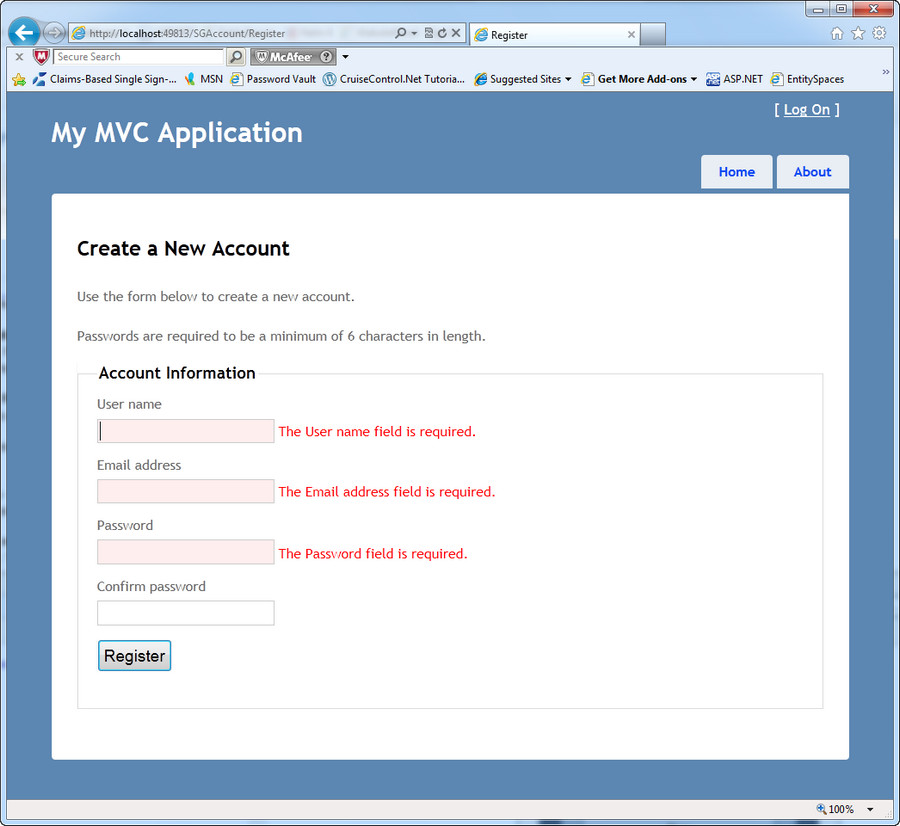 http://localhost:49813/SGAccount/Register
Register
Secure Search
McAfee
Claims-Based Single Sign-...
MSN
Password Vault
CruiseControl.Net Tutoria...
Suggested Sites
Get More Add-ons
ASP.NET
EntitySpaces
[ Log On ]
My MVC Application
Home
About
Create a New Account
Use the form below to create a new account.
Passwords are required to be a minimum of 6 characters in length.
Account Information
User name
The User name field is required.
Email address
The Email address field is required.
Password
The Password field is required.
Confirm password
Register
100%